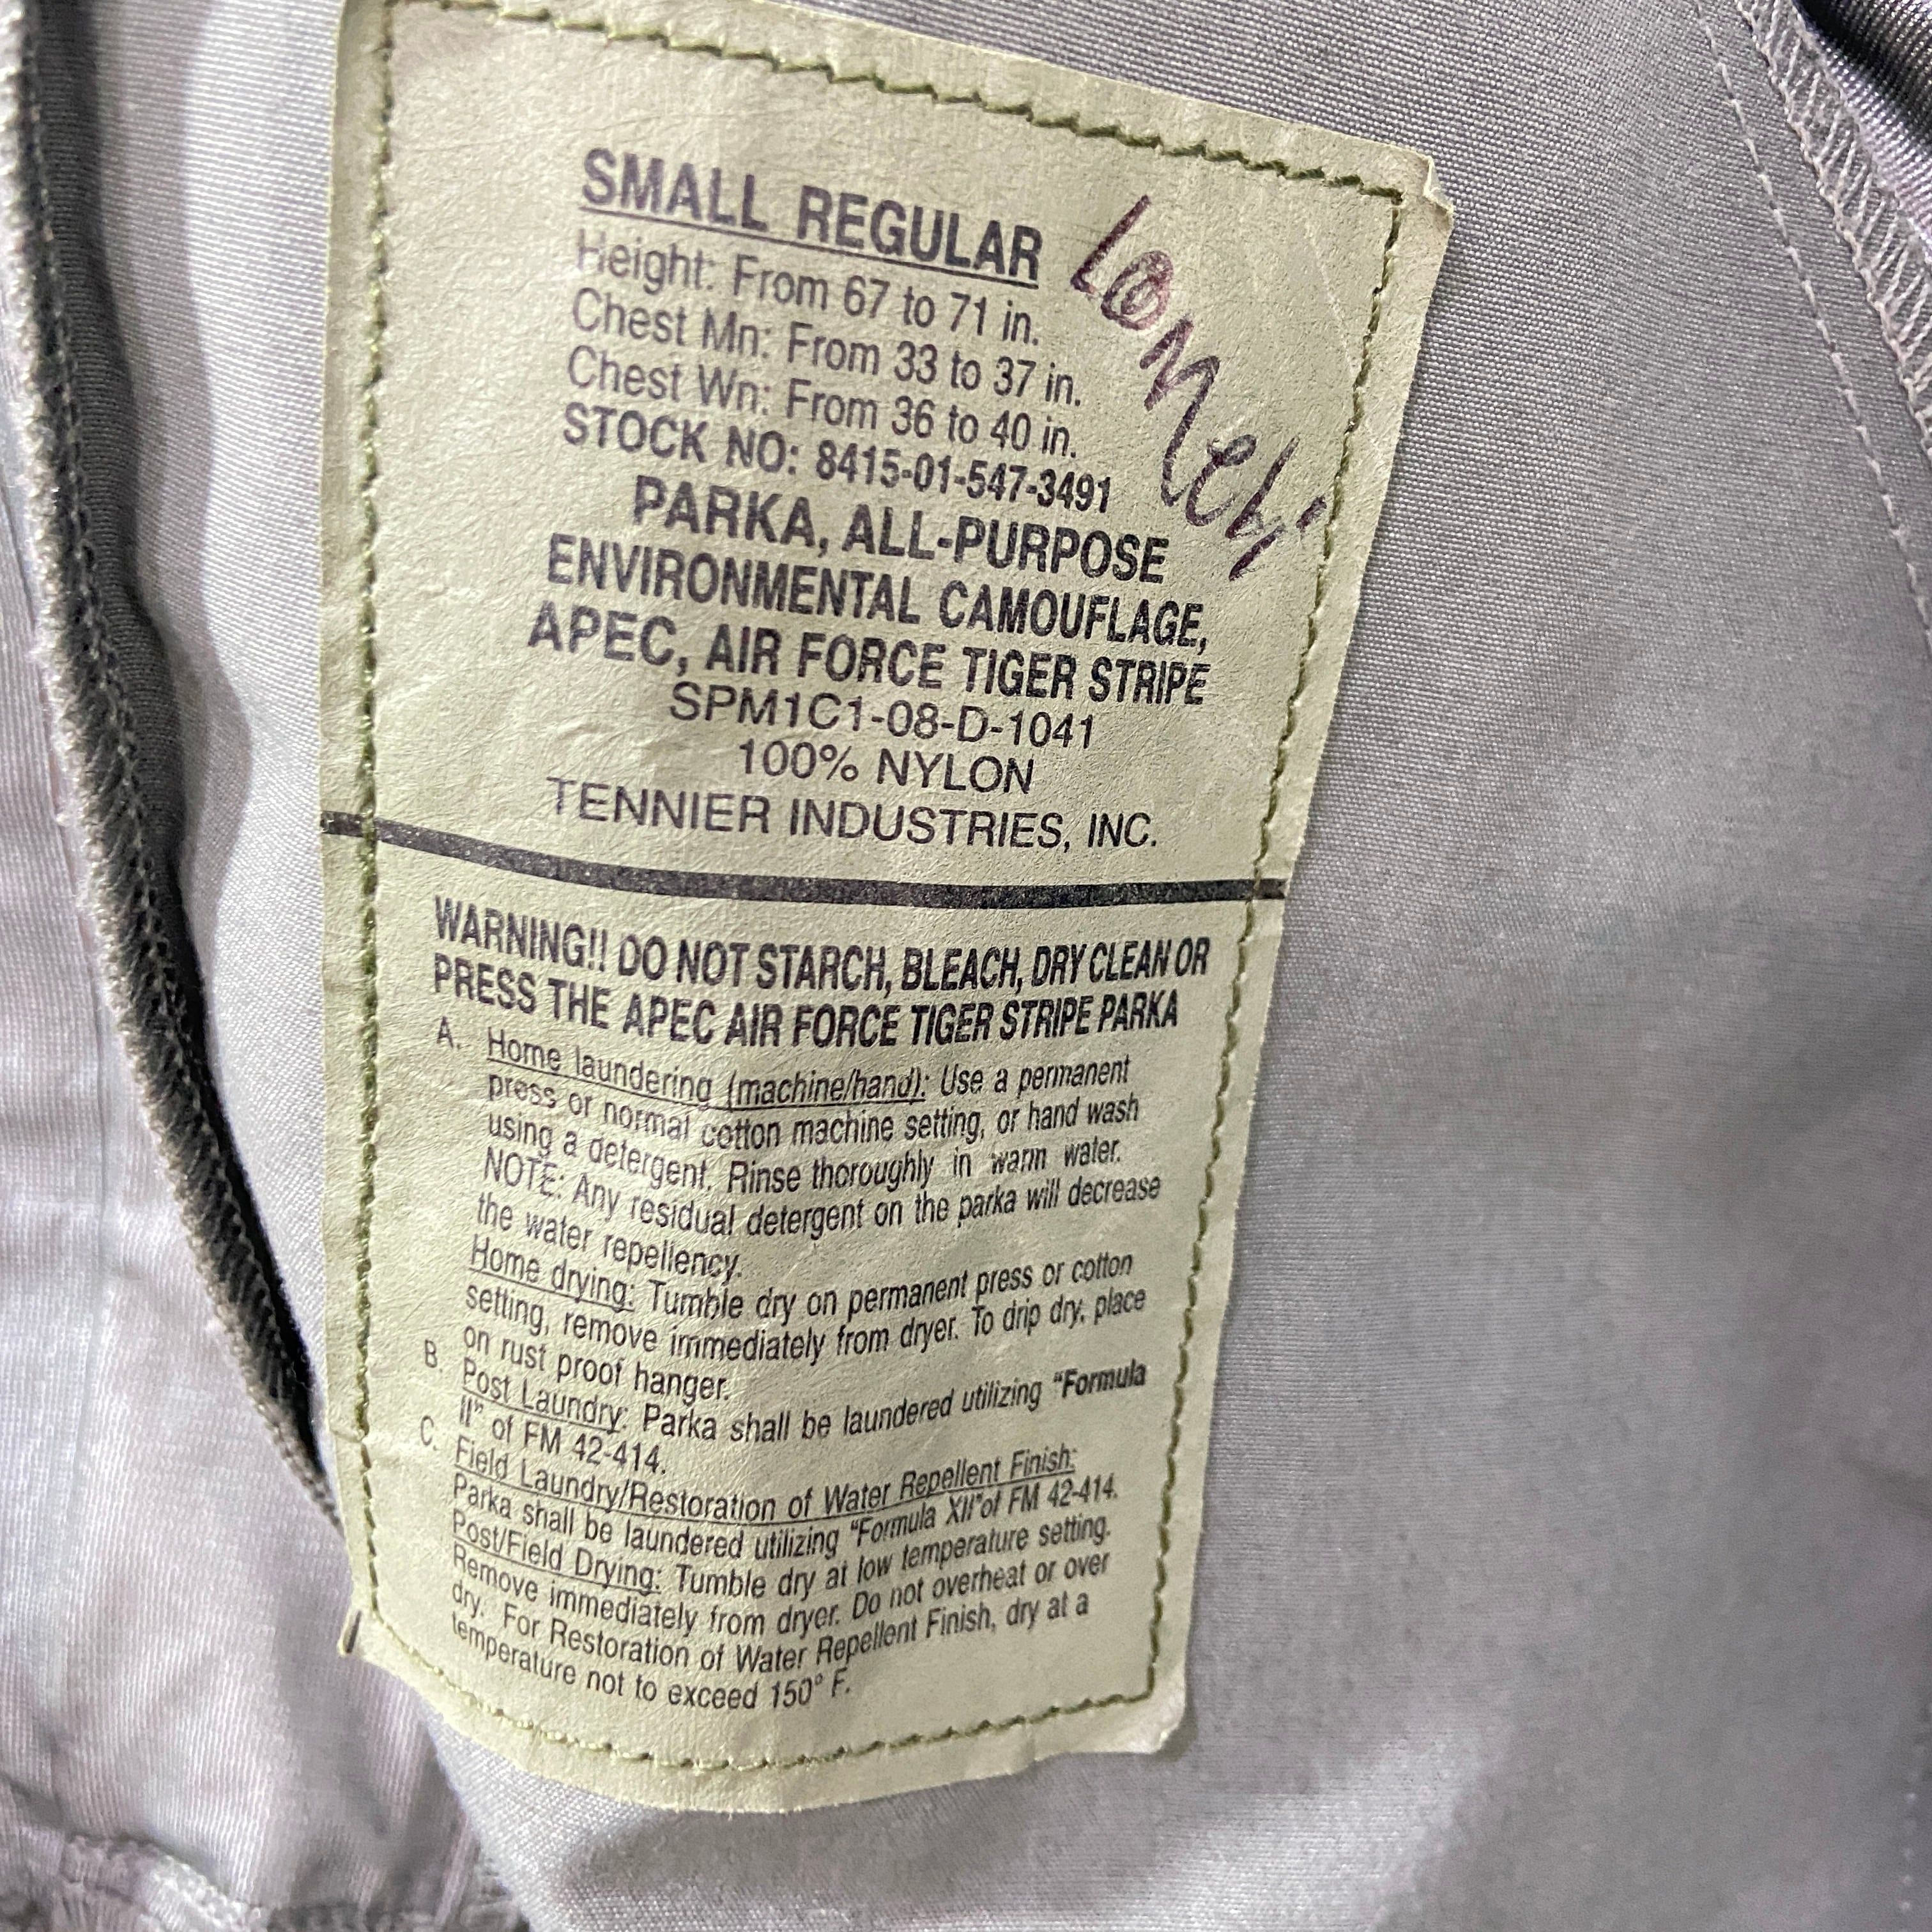 SMALL REGULAR
Height: From 67 to 71 in.
Chest Mn: From 33 to 37 in.
Chest Wn: From 36 to 40 in.
STOCK NO: 8415-01-547-3491
PARKA, ALL-PURPOSE
ENVIRONMENTAL CAMOUFLAGE,
APEC, AIR FORCE TIGER STRIPE
SPM1C1-08-D-1041
100% NYLON
TENNIER INDUSTRIES, INC.
WARNING!! DO NOT STARCH, BLEACH, DRY CLEAN OR
PRESS THE APEC AIR FORCE TIGER STRIPE PARKA
A. Home laundering (machine/hand): Use a permanent
press or normal cotton machine setting, or hand wash
using a detergent. Rinse thoroughly in warm water.
NOTE: Any residual detergent on the parka will decrease
the water repellency.
Home drying: Tumble dry on permanent press or cotton
setting, remove immediately from dryer. To drip dry, place
on rust proof hanger.
B. Post Laundry: Parka shall be laundered utilizing "Formula
II" of FM 42-414.
C. Field Laundry/Restoration of Water Repellent Finish:
Parka shall be laundered utilizing "Formula XII"of FM 42-414.
Post/Field Drying: Tumble dry at low temperature setting.
Remove immediately from dryer. Do not overheat or over
dry. For Restoration of Water Repellent Finish, dry at a
temperature not to exceed 150° F.